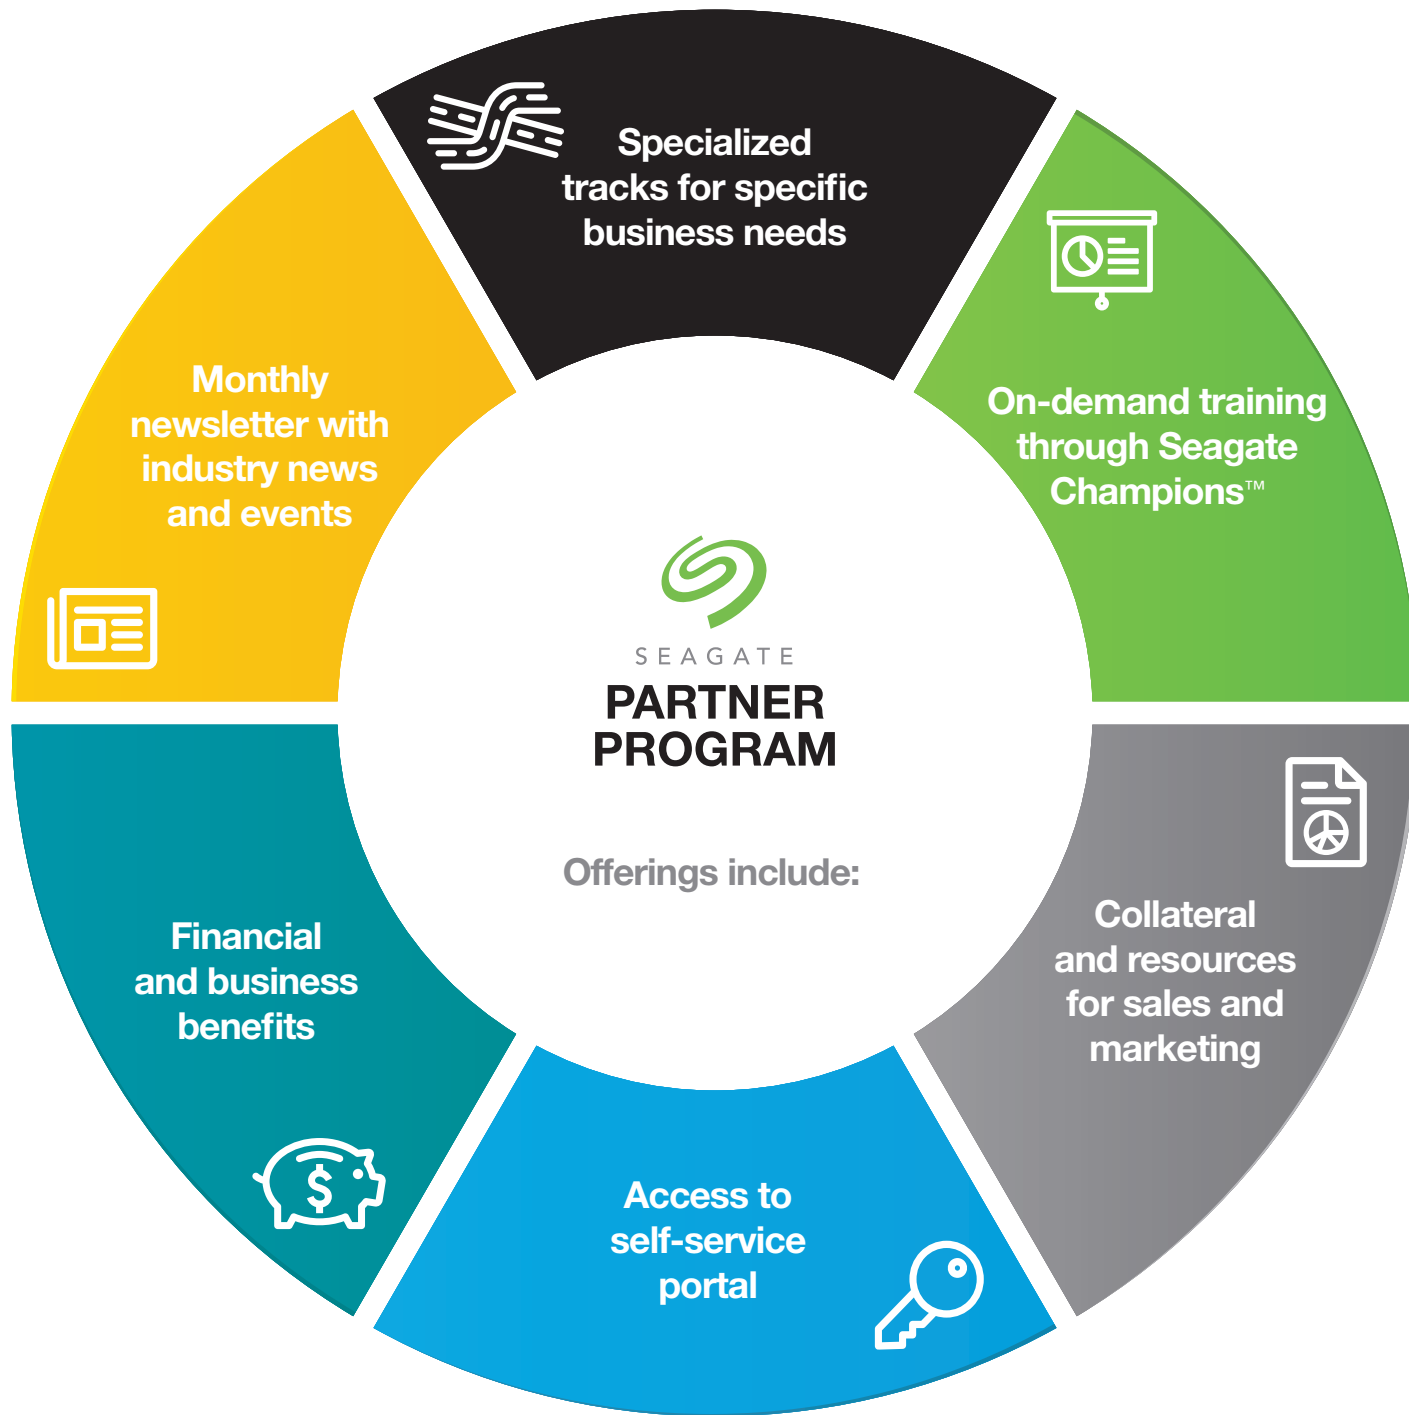 Specialized
tracks for specific
business needs
On-demand training
through Seagate
Champions™
Collateral
and resources
for sales and
marketing
Access to
self-service
portal
Financial
and business
benefits
Monthly
newsletter with
industry news
and events
SEAGATE
PARTNER
PROGRAM
Offerings include:
$